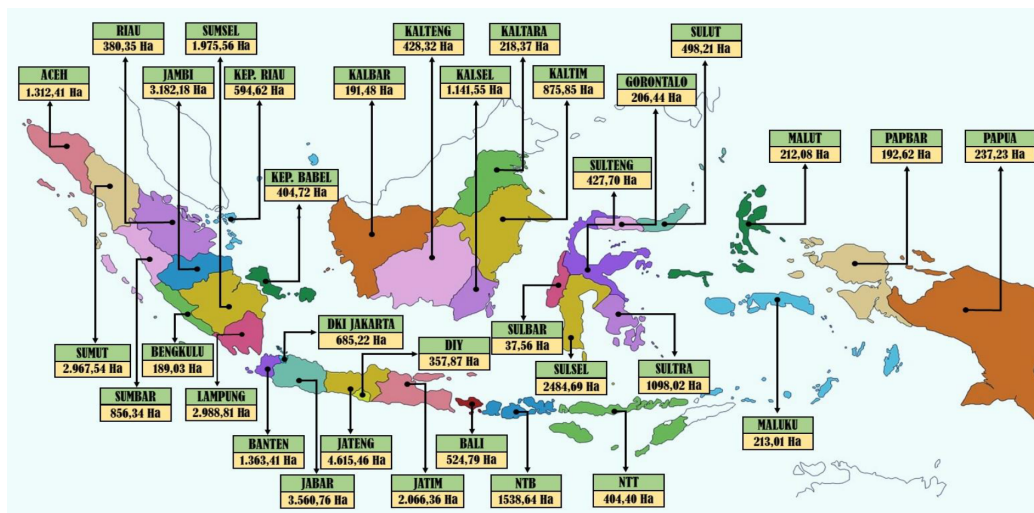 RIAU
380,35 Ha
SUMSEL
1.975,56 Ha
KALTENG
428,32 Ha
KALTARA
218,37 Ha
SULUT
498,21 Ha
ACEH
1.312,41 Ha
JAMBI
3.182,18 Ha
KEP. RIAU
594,62 Ha
KALBAR
191,48 Ha
KALSEL
1.141,55 Ha
KALTIM
875,85 Ha
GORONTALO
206,44 Ha
MALUT
212,08 Ha
PAPBAR
192,62 Ha
PAPUA
237,23 Ha
KEP. BABEL
404,72 Ha
SULTENG
427,70 Ha
DKI JAKARTA
685,22 Ha
DIY
357,87 Ha
SULBAR
37,56 Ha
SUMUT
2.967,54 Ha
BENGKULU
189,03 Ha
SULSEL
2484,69 Ha
SULTRA
1098,02 Ha
SUMBAR
856,34 Ha
LAMPUNG
2.988,81 Ha
MALUKU
213,01 Ha
BANTEN
1.363,41 Ha
JATENG
4.615,46 Ha
BALI
524,79 Ha
JABAR
3.560,76 Ha
JATIM
2.066,36 Ha
NTB
1538,64 Ha
NTT
404,40 Ha